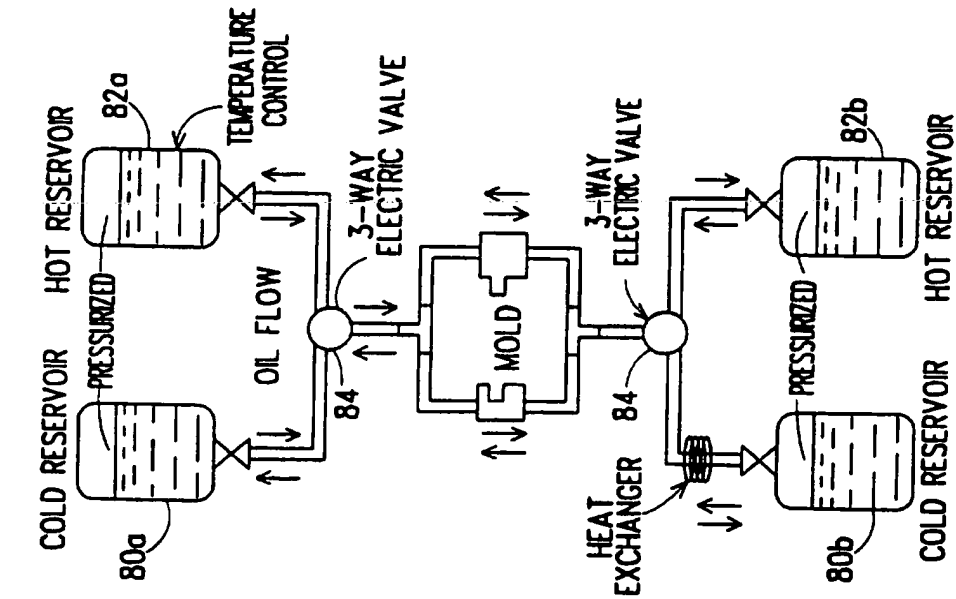 COLD RESERVOIR
HOT RESERVOIR
80a
PRESSURIZED
82a
TEMPERATURE
CONTROL
OIL FLOW
84
3-WAY
ELECTRIC VALVE
MOLD
HEAT
EXCHANGER
84
3-WAY
ELECTRIC VALVE
80b
PRESSURIZED
PRESSURIZED
82b
COLD RESERVOIR
HOT RESERVOIR